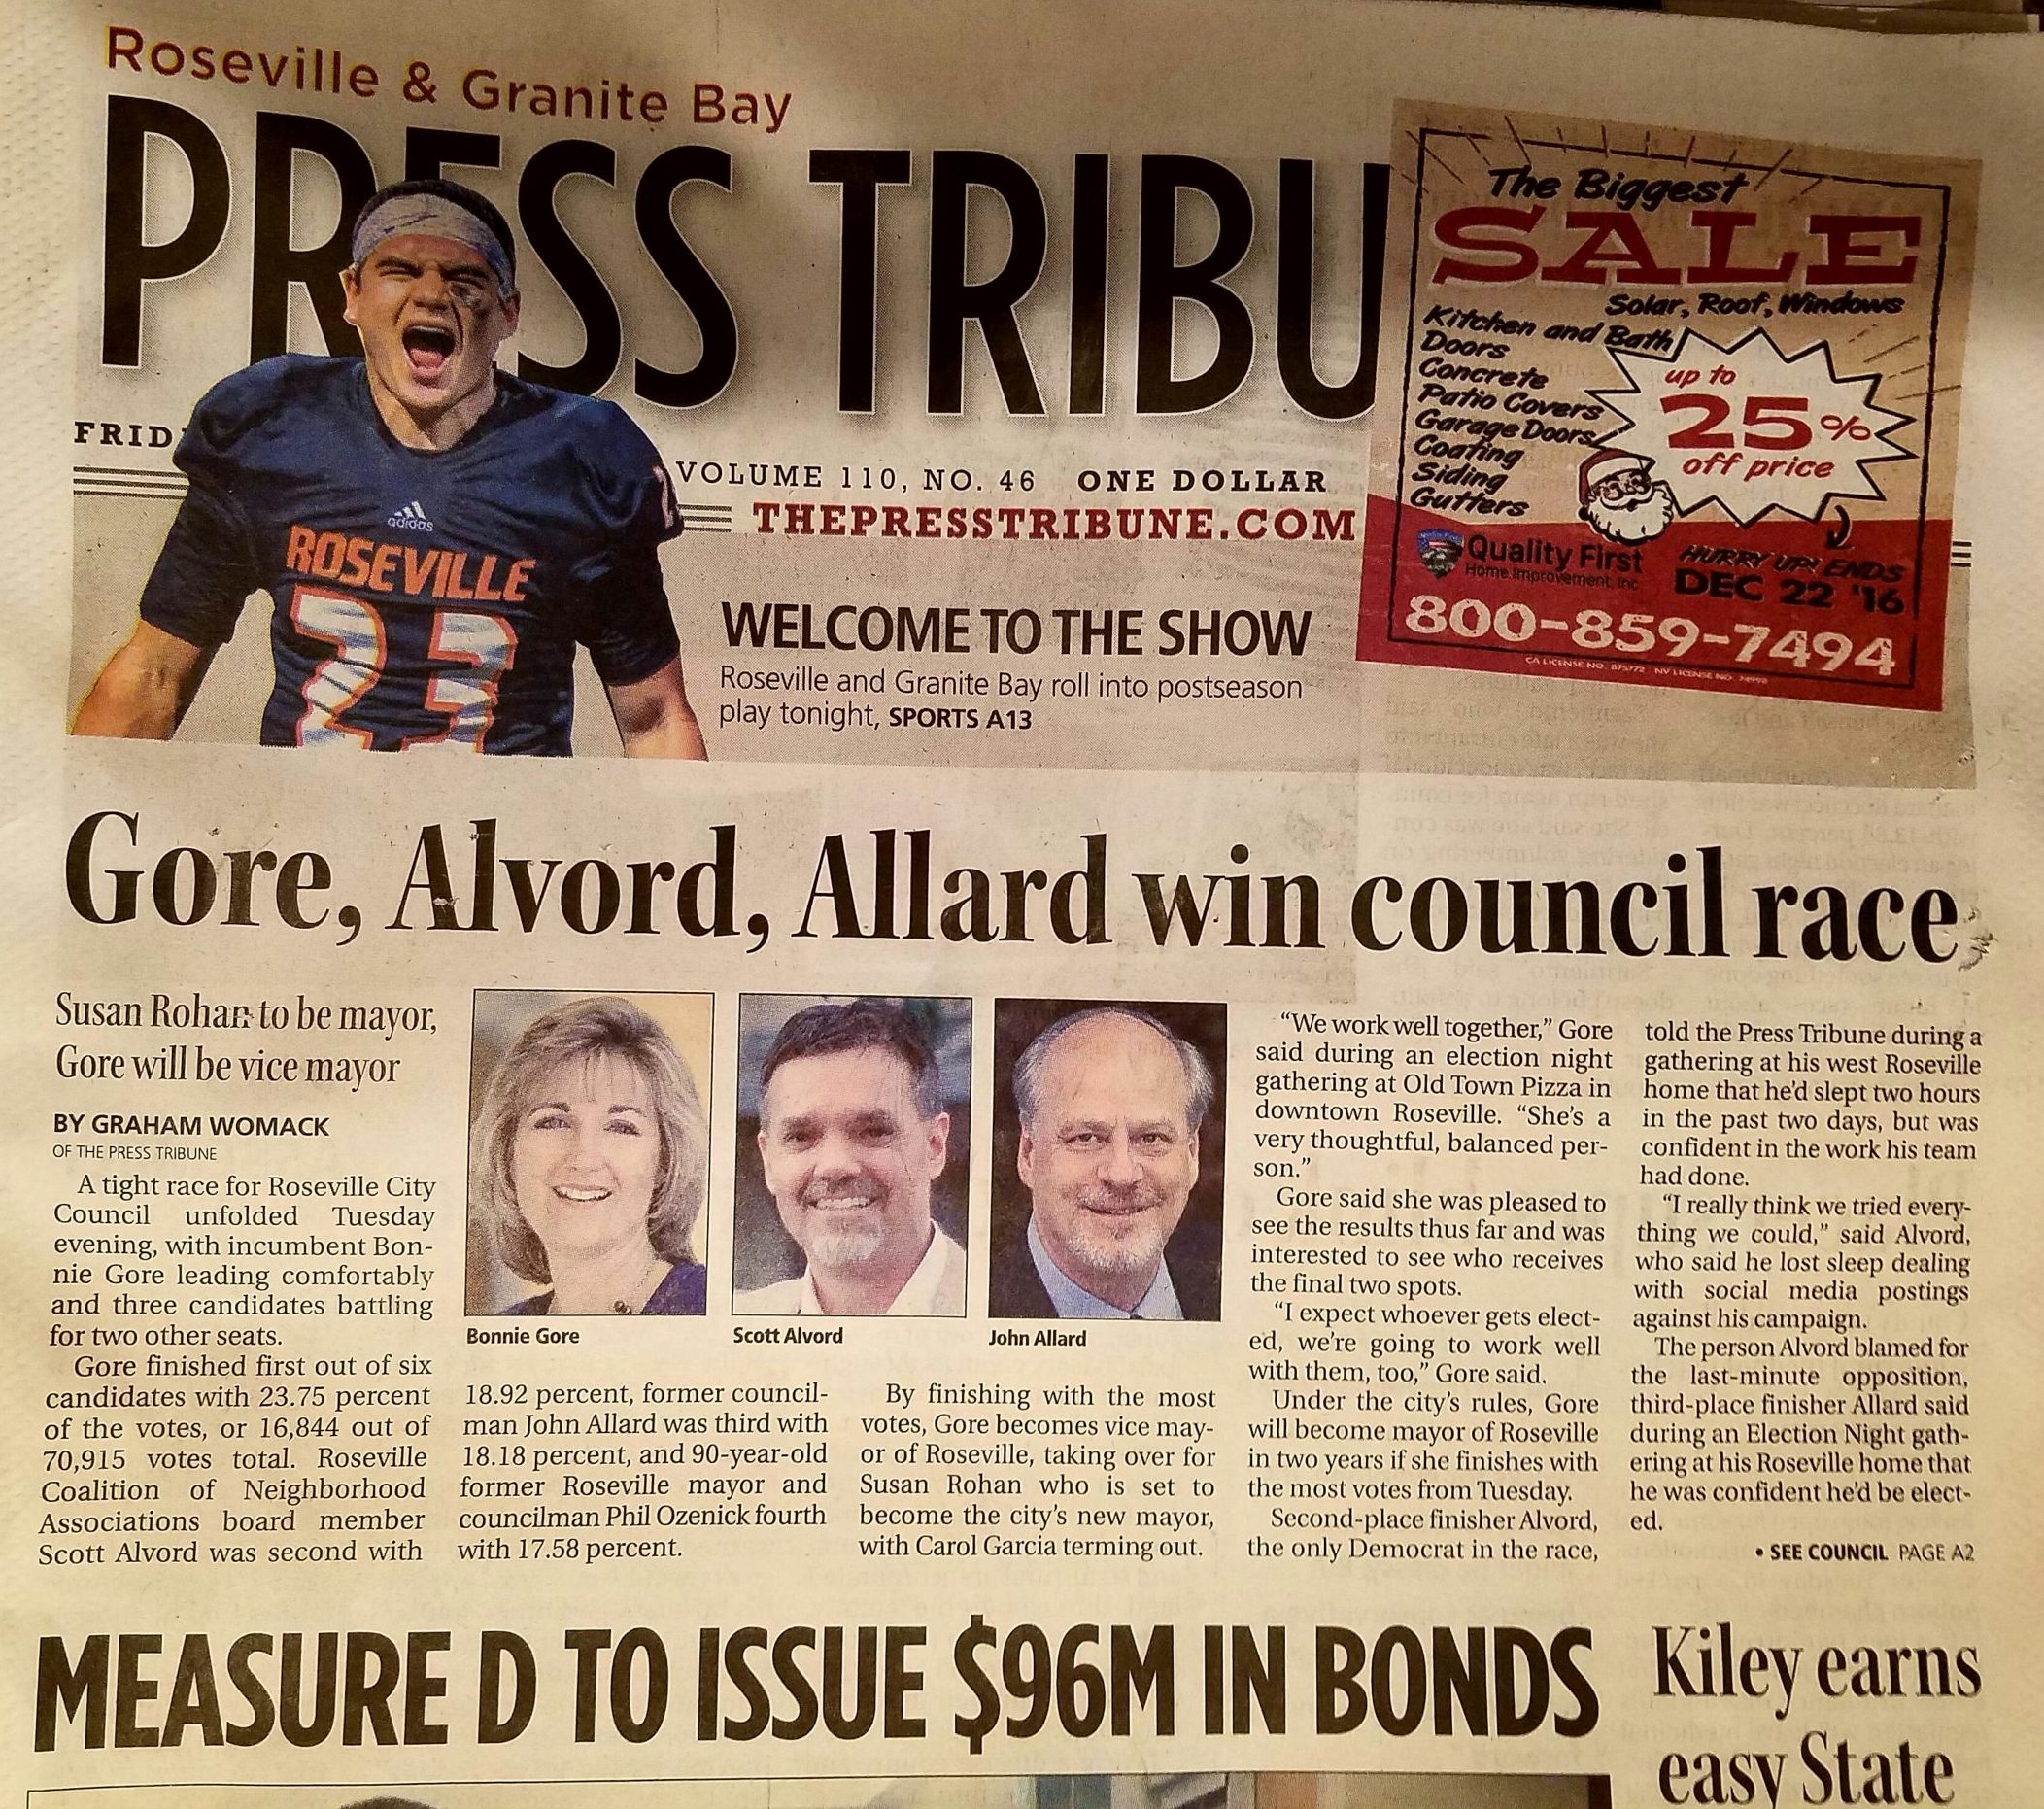 Roseville & Granite Bay
PRESS TRIBU
FRID
VOLUME 110, NO. 46 ONE DOLLAR
THEPRESSTRIBUNE.COM
adidas
ROSEVILLE
23
WELCOME TO THE SHOW
Roseville and Granite Bay roll into postseason
play tonight, SPORTS A13
The Biggest
SALE
Solar, Roof, Windows
Kitchen and Bath
Doors
Concrete
Patio Covers
Garage Doors
Coating
Siding
Gutters
up to
25%
off price
Quality First
Home Improvement, Inc
HURRY UP! ENDS
DEC 22 '16
800-859-7494
CA LICENSE NO. 875772 NV LICENSE NO.
Gore, Alvord, Allard win council race
Susan Rohan to be mayor,
Gore will be vice mayor
BY GRAHAM WOMACK
OF THE PRESS TRIBUNE
A tight race for Roseville City
Council unfolded Tuesday
evening, with incumbent Bon-
nie Gore leading comfortably
and three candidates battling
for two other seats.
Gore finished first out of six
candidates with 23.75 percent
of the votes, or 16,844 out of
70,915 votes total. Roseville
Coalition of Neighborhood
Associations board member
Scott Alvord was second with
Bonnie Gore
Scott Alvord
John Allard
18.92 percent, former council-
man John Allard was third with
18.18 percent, and 90-year-old
former Roseville mayor and
councilman Phil Ozenick fourth
with 17.58 percent.
By finishing with the most
votes, Gore becomes vice may-
or of Roseville, taking over for
Susan Rohan who is set to
become the city's new mayor,
with Carol Garcia terming out.
"We work well together," Gore
said during an election night
gathering at Old Town Pizza in
downtown Roseville. "She's a
very thoughtful, balanced per-
son."
Gore said she was pleased to
see the results thus far and was
interested to see who receives
the final two spots.
"I expect whoever gets elect-
ed, we're going to work well
with them, too," Gore said.
Under the city's rules, Gore
will become mayor of Roseville
in two years if she finishes with
the most votes from Tuesday.
Second-place finisher Alvord,
the only Democrat in the race,
told the Press Tribune during a
gathering at his west Roseville
home that he'd slept two hours
in the past two days, but was
confident in the work his team
had done.
"I really think we tried every-
thing we could," said Alvord,
who said he lost sleep dealing
with social media postings
against his campaign.
The person Alvord blamed for
the last-minute opposition,
third-place finisher Allard said
during an Election Night gath-
ering at his Roseville home that
he was confident he'd be elect-
ed.
• SEE COUNCIL PAGE A2
MEASURE D TO ISSUE $96M IN BONDS
Kiley earns
easy State